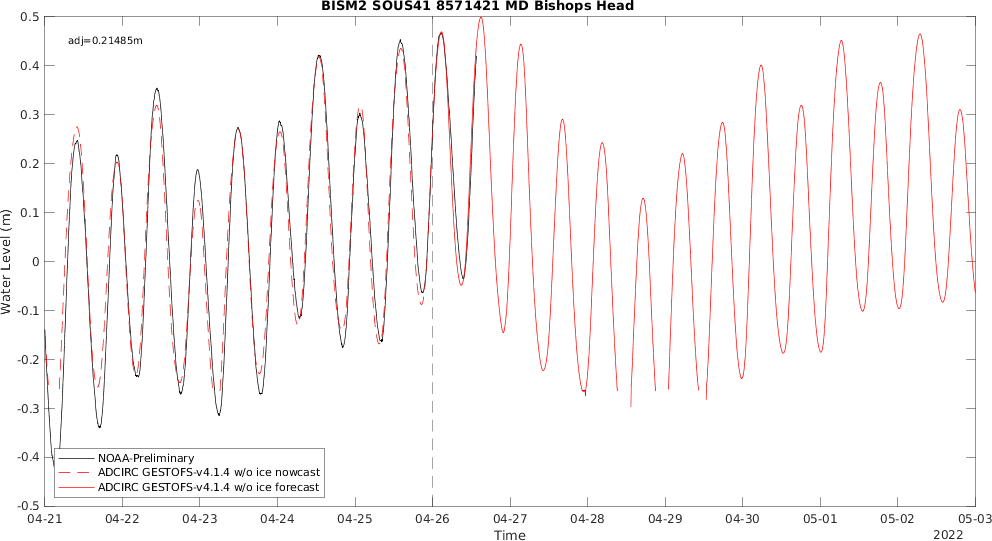 BISM2 SOUS41 8571421 MD Bishops Head
adj=0.21485m
0.5
0.4
0.3
0.2
0.1
0
-0.1
-0.2
-0.3
-0.4
-0.5
Water Level (m)
NOAA-Preliminary
ADCIRC GESTOFS-v4.1.4 w/o ice nowcast
ADCIRC GESTOFS-v4.1.4 w/o ice forecast
04-21 04-22 04-23 04-24 04-25 04-26 04-27 04-28 04-29 04-30 05-01 05-02 05-03
Time
2022